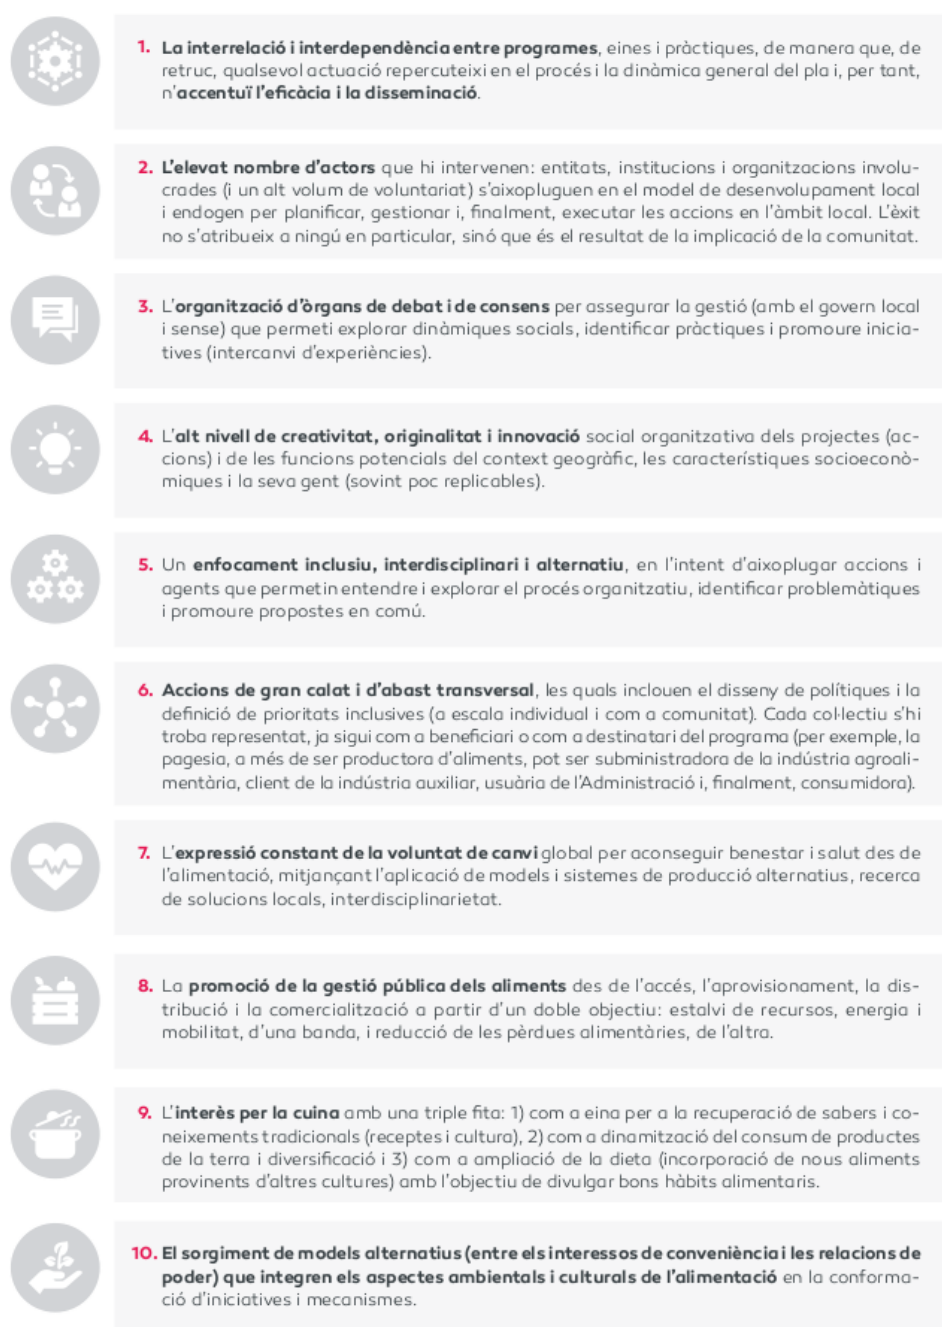 1. La interrelació i interdependència entre programes, eines i pràctiques, de manera que, de
retruc, qualsevol actuació repercuteixi en el procés i la dinàmica general del pla i, per tant,
n'accentuï l'eficàcia i la disseminació.
2. L'elevat nombre d'actors que hi intervenen: entitats, institucions i organitzacions involu-
crades (i un alt volum de voluntariat) s'aixopluguen en el model de desenvolupament local
i endogen per planificar, gestionar i, finalment, executar les accions en l'àmbit local. L'èxit
no s'atribueix a ningú en particular, sinó que és el resultat de la implicació de la comunitat.
3. L'organització d'òrgans de debat i de consens per assegurar la gestió (amb el govern local
i sense) que permeti explorar dinàmiques socials, identificar pràctiques i promoure inicia-
tives (intercanvi d'experiències).
4. L'alt nivell de creativitat, originalitat i innovació social organitzativa dels projectes (ac-
cions) i de les funcions potencials del context geogràfic, les característiques socioeconò-
miques i la seva gent (sovint poc replicables).
5. Un enfocament inclusiu, interdisciplinari i alternatiu, en l'intent d'aixoplugar accions i
agents que permetin entendre i explorar el procés organitzatiu, identificar problemàtiques
i promoure propostes en comú.
6. Accions de gran calat i d'abast transversal, les quals inclouen el disseny de polítiques i la
definició de prioritats inclusives (a escala individual i com a comunitat). Cada col·lectiu s'hi
troba representat, ja sigui com a beneficiari o com a destinatari del programa (per exemple, la
pagesia, a més de ser productora d'aliments, pot ser subministradora de la indústria agroali-
mentària, client de la indústria auxiliar, usuària de l'Administració i, finalment, consumidora).
7. L'expressió constant de la voluntat de canvi global per aconseguir benestar i salut des de
l'alimentació, mitjançant l'aplicació de models i sistemes de producció alternatius, recerca
de solucions locals, interdisciplinarietat.
8. La promoció de la gestió pública dels aliments des de l'accés, l'aprovisionament, la dis-
tribució i la comercialització a partir d'un doble objectiu: estalvi de recursos, energia i
mobilitat, d'una banda, i reducció de les pèrdues alimentàries, de l'altra.
9. L'interès per la cuina amb una triple fita: 1) com a eina per a la recuperació de sabers i co-
neixements tradicionals (receptes i cultura), 2) com a dinamització del consum de productes
de la terra i diversificació i 3) com a ampliació de la dieta (incorporació de nous aliments
provinents d'altres cultures) amb l'objectiu de divulgar bons hàbits alimentaris.
10. El sorgiment de models alternatius (entre els interessos de conveniència i les relacions de
poder) que integren els aspectes ambientals i culturals de l'alimentació en la conforma-
ció d'iniciatives i mecanismes.